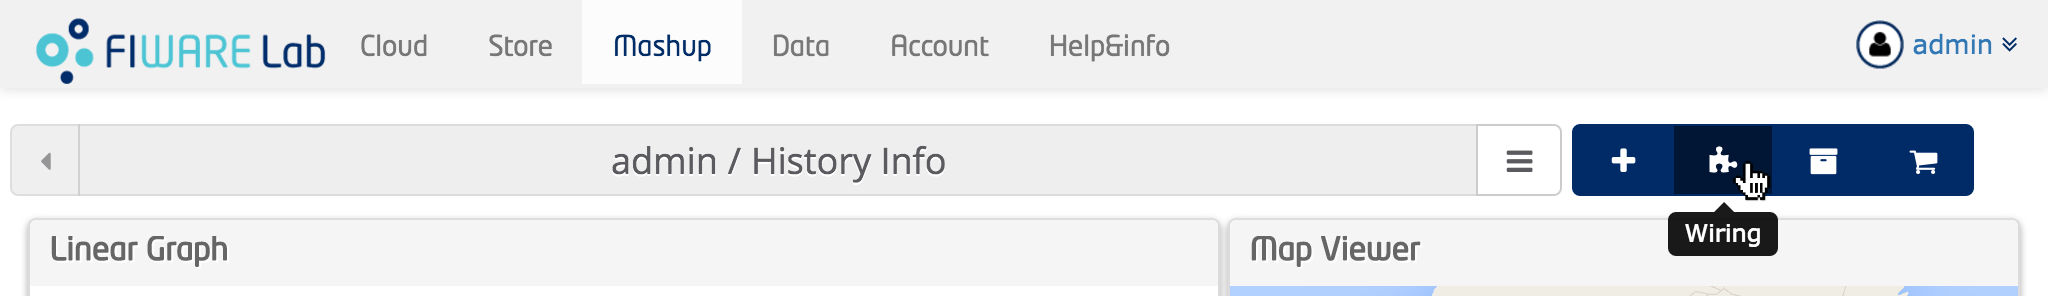 FIWARE Lab Cloud Store Mashup Data Account Help&info admin
admin / History Info
Wiring
Linear Graph
Map Viewer